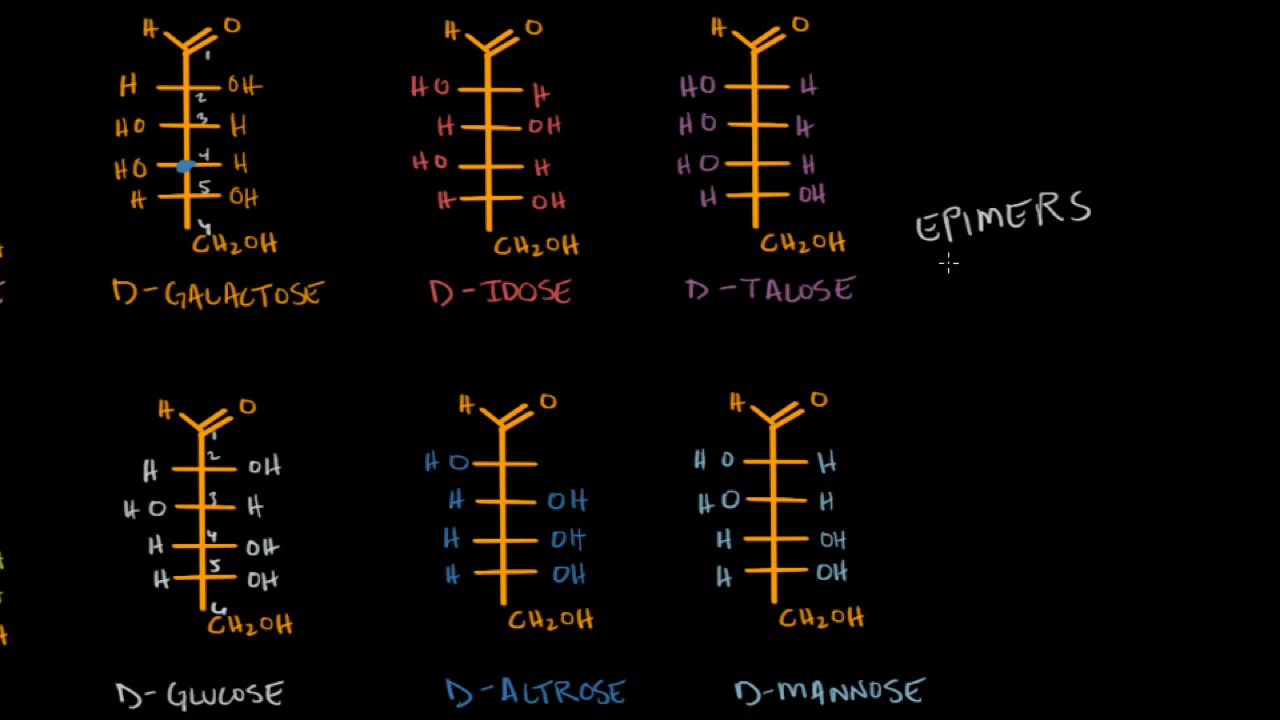 H O H O H O
1
H OH HO H HO H
2
HO 3 H H OH HO H
HO 4 H HO H HO H
H 5 OH H OH H OH
EPIMERS
CH2OH CH2OH CH2OH
D-GALACTOSE D-IDOSE D-TALOSE
H O H O H O
1
2
H OH HO HO H
HO 3 H H OH HO H
H 4 OH H OH H OH
H 5 OH H OH H OH
CH2OH CH2OH CH2OH
D-GLUCOSE D-ALTROSE D-MANNOSE